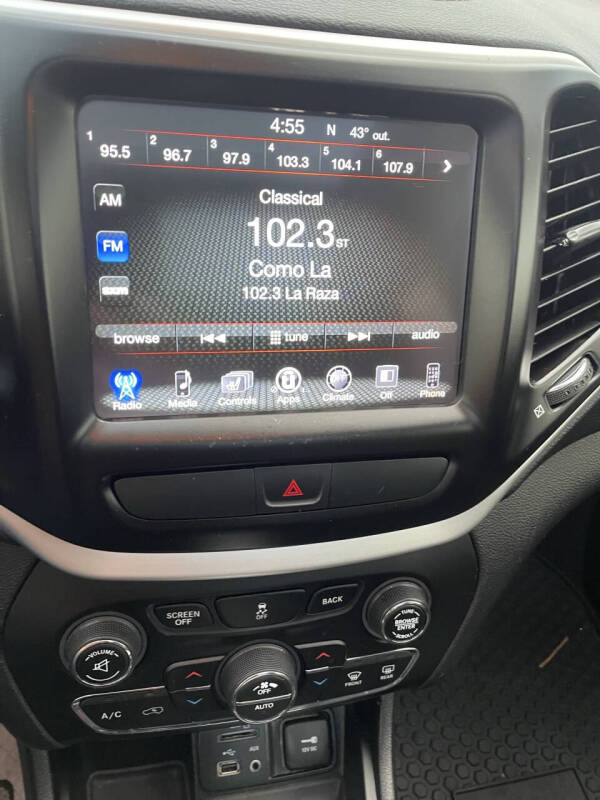 4:55 N 43° out.
1 95.5 2 96.7 3 97.9 4 103.3 5 104.1 6 107.9
AM
Classical
102.3 ST
FM
Como La
sxm
102.3 La Raza
browse tune audio
Radio Media Controls Apps Climate Off Phone
SCREEN OFF
OFF
BACK
TUNE
BROWSE
ENTER
SCROLL
VOLUME
OFF
AUTO
FRONT REAR
A/C
AUX
12V DC